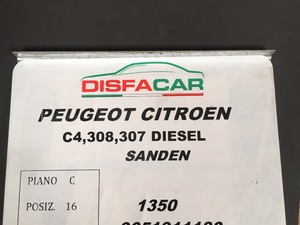 DISFACAR
PEUGEOT CITROEN
C4,308,307 DIESEL
SANDEN
PIANO C
POSIZ. 16
1350